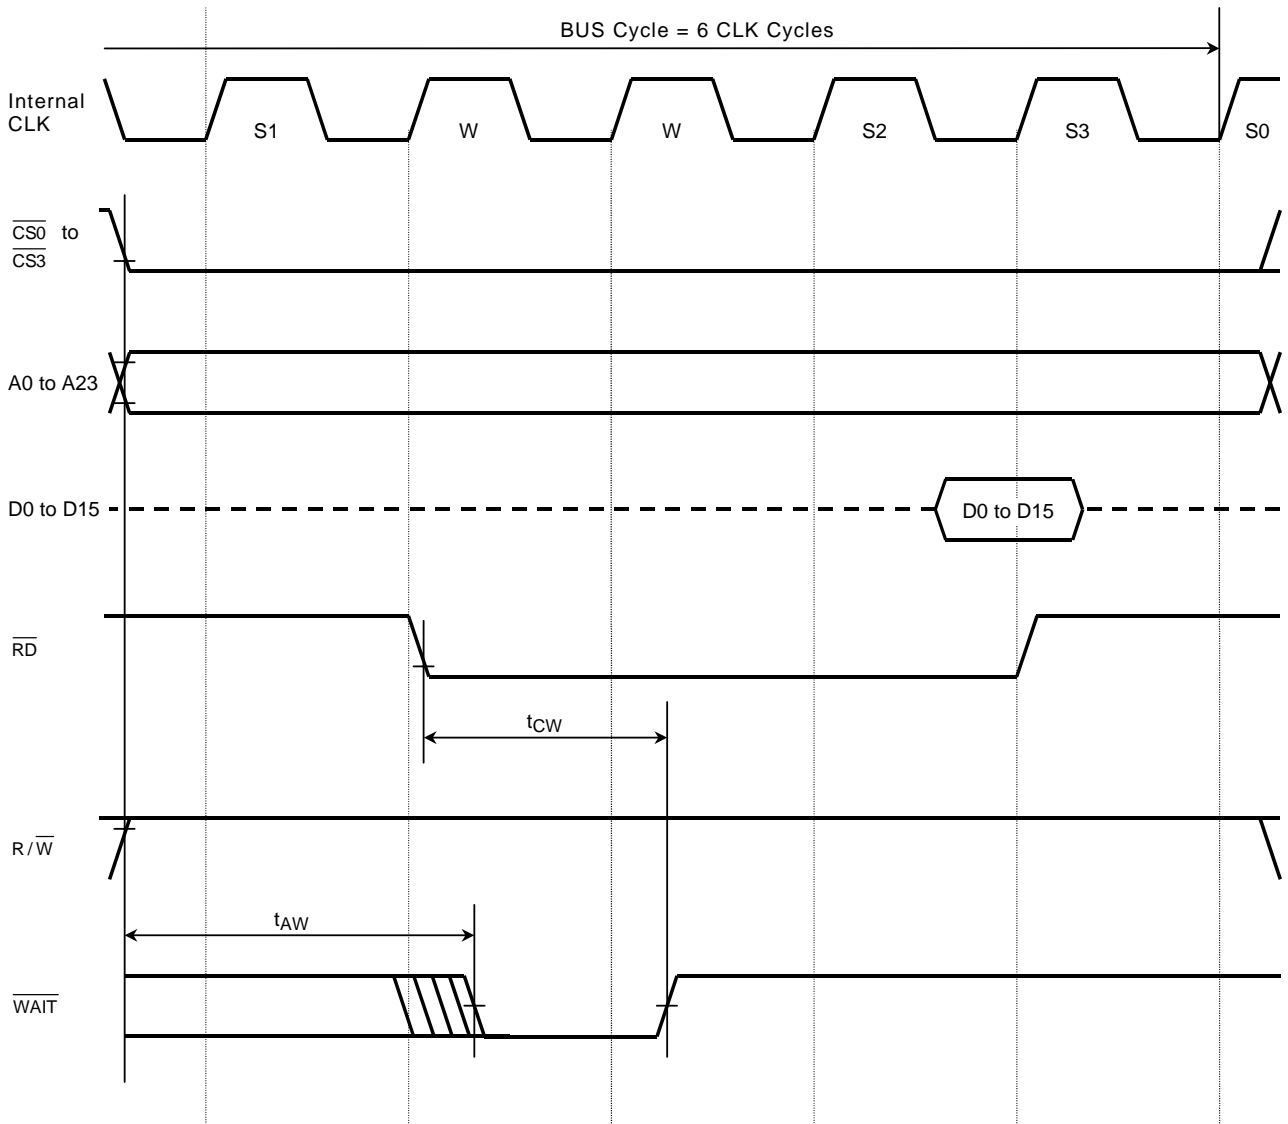 BUS Cycle = 6 CLK Cycles
Internal
CLK
S1
W
W
S2
S3
S0
CS0 to
CS3
A0 to A23
D0 to D15
D0 to D15
RD
tCW
R/W
tAW
WAIT